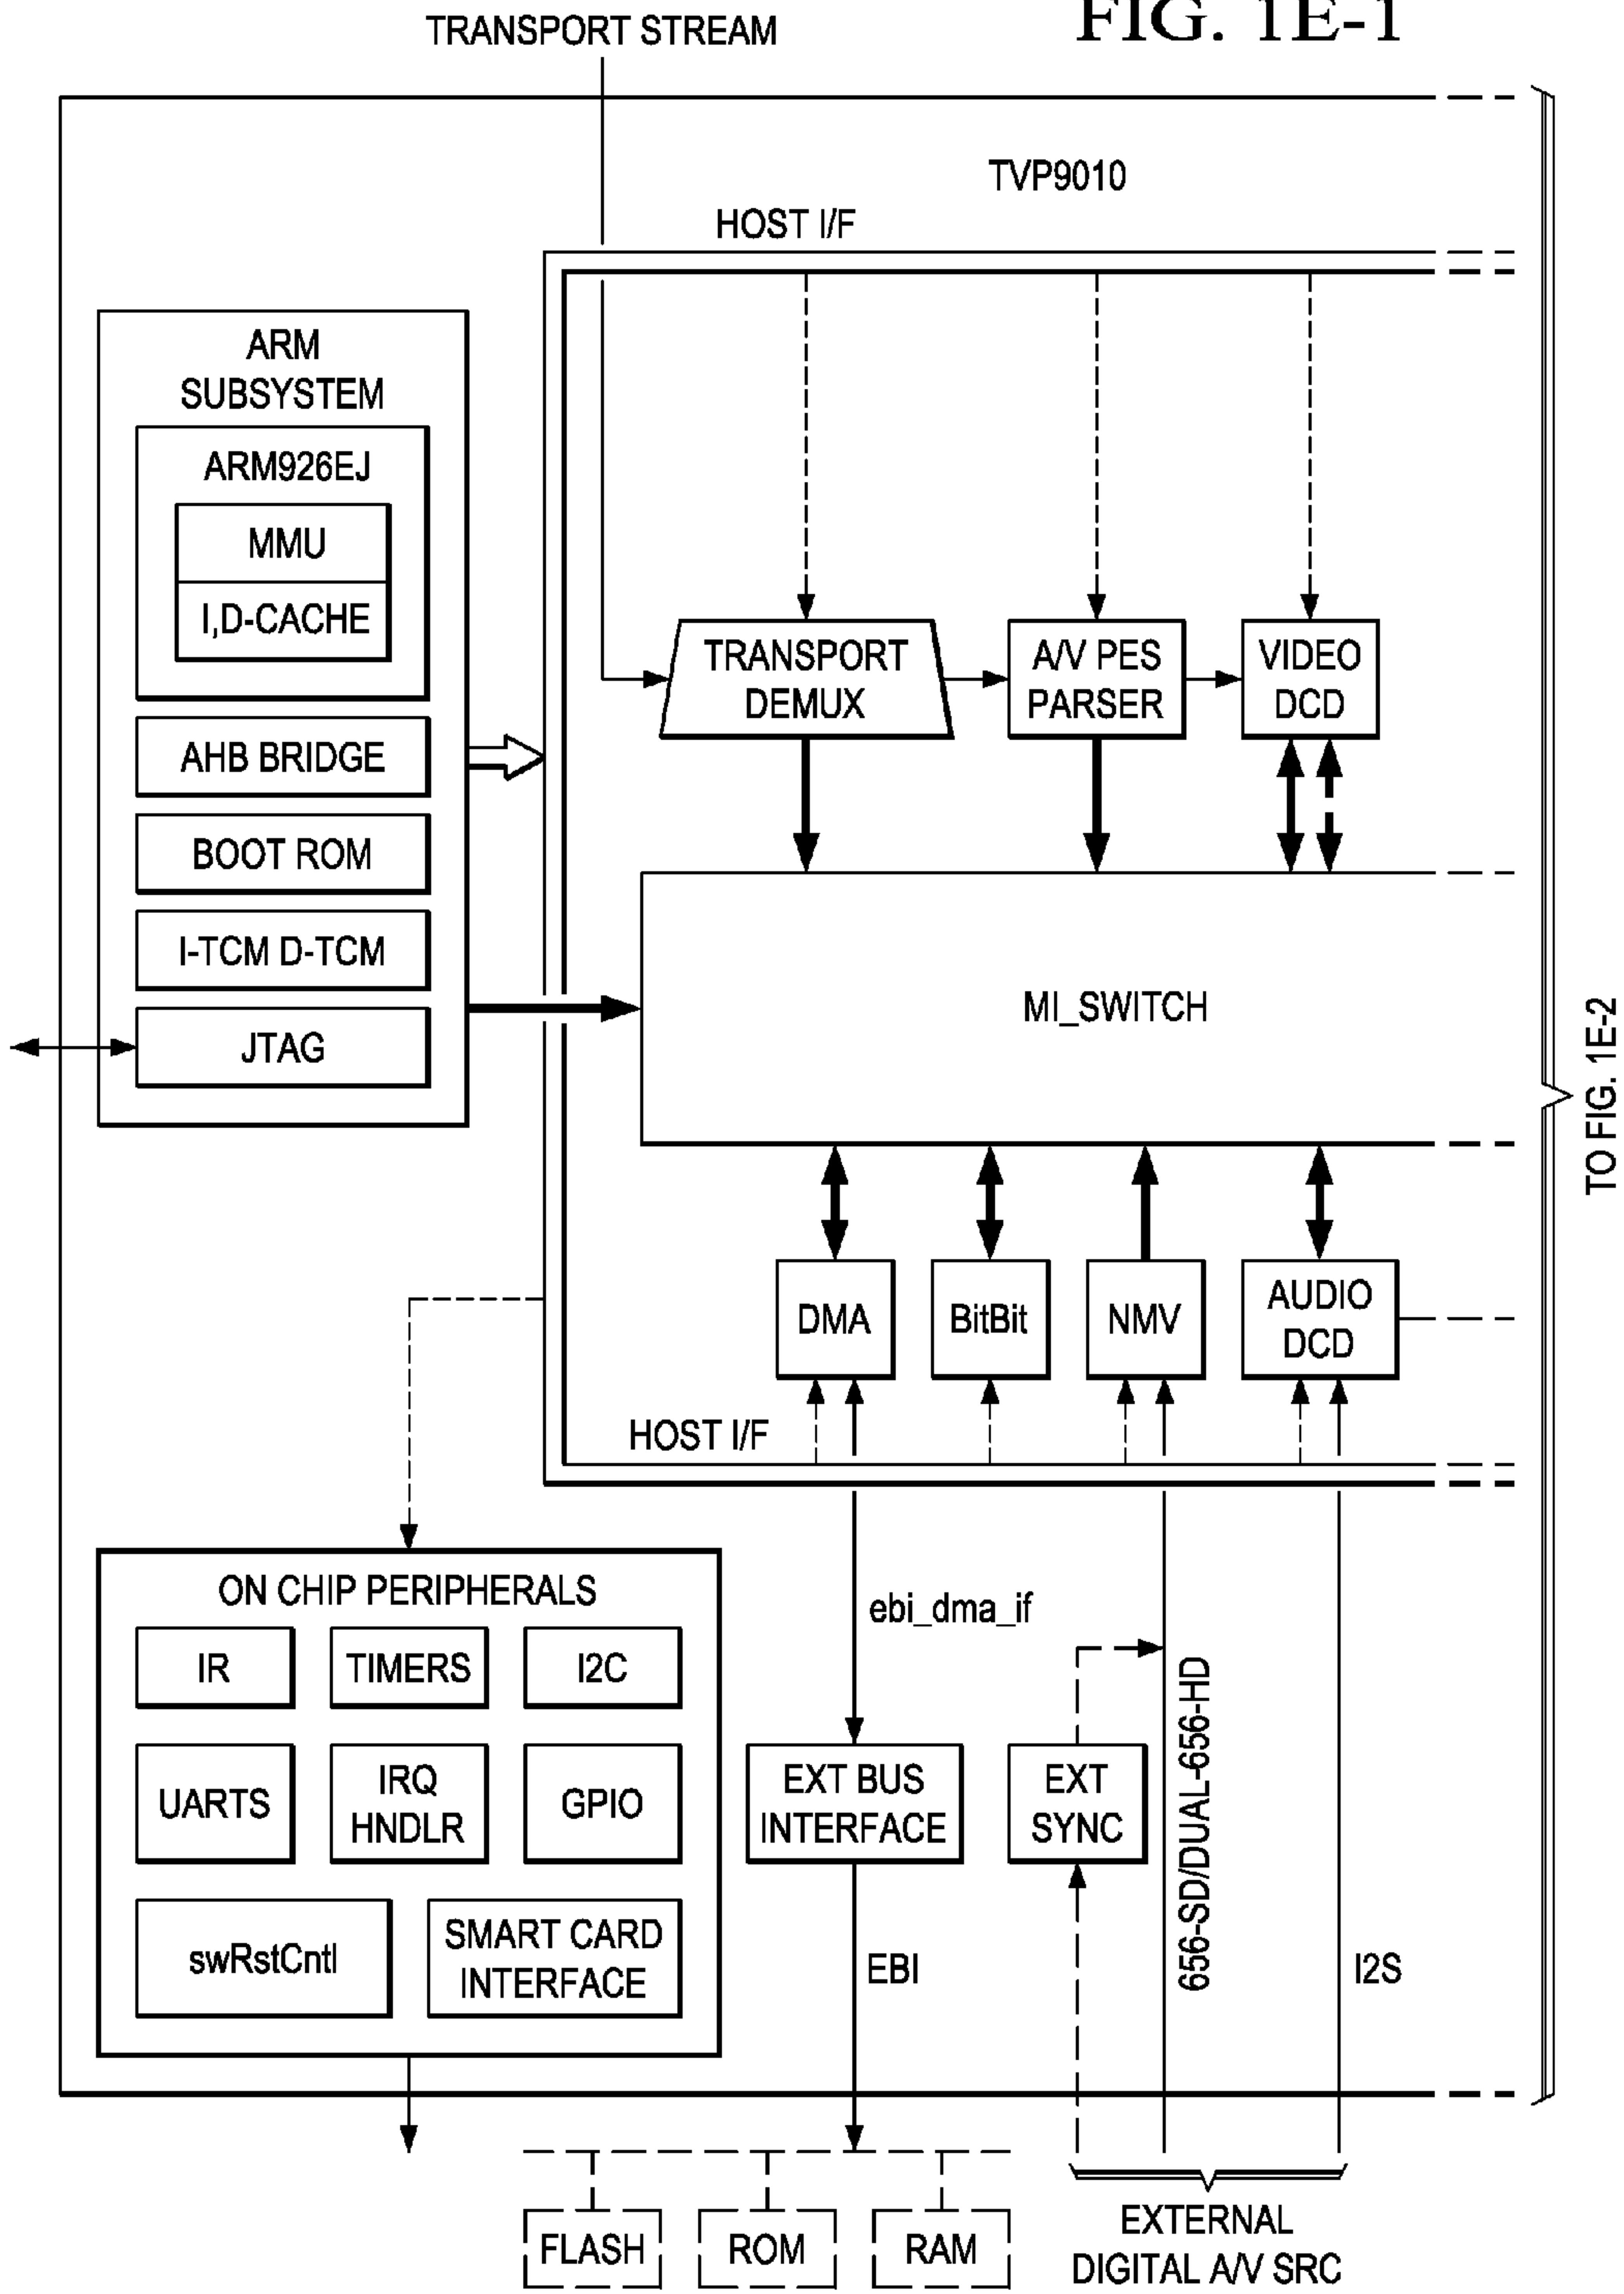 FIG. 1E-1
TRANSPORT STREAM
TVP9010
HOST I/F
ARM
SUBSYSTEM
ARM926EJ
MMU
I,D-CACHE
AHB BRIDGE
BOOT ROM
I-TCM D-TCM
JTAG
TRANSPORT
DEMUX
A/V PES
PARSER
VIDEO
DCD
MI_SWITCH
TO FIG. 1E-2
DMA
BitBit
NMV
AUDIO
DCD
HOST I/F
ON CHIP PERIPHERALS
IR
TIMERS
I2C
UARTS
IRQ
HNDLR
GPIO
swRstCntl
SMART CARD
INTERFACE
ebi_dma_if
EXT BUS
INTERFACE
EXT
SYNC
656-SD/DUAL-656-HD
EBI
I2S
FLASH
ROM
RAM
EXTERNAL
DIGITAL A/V SRC